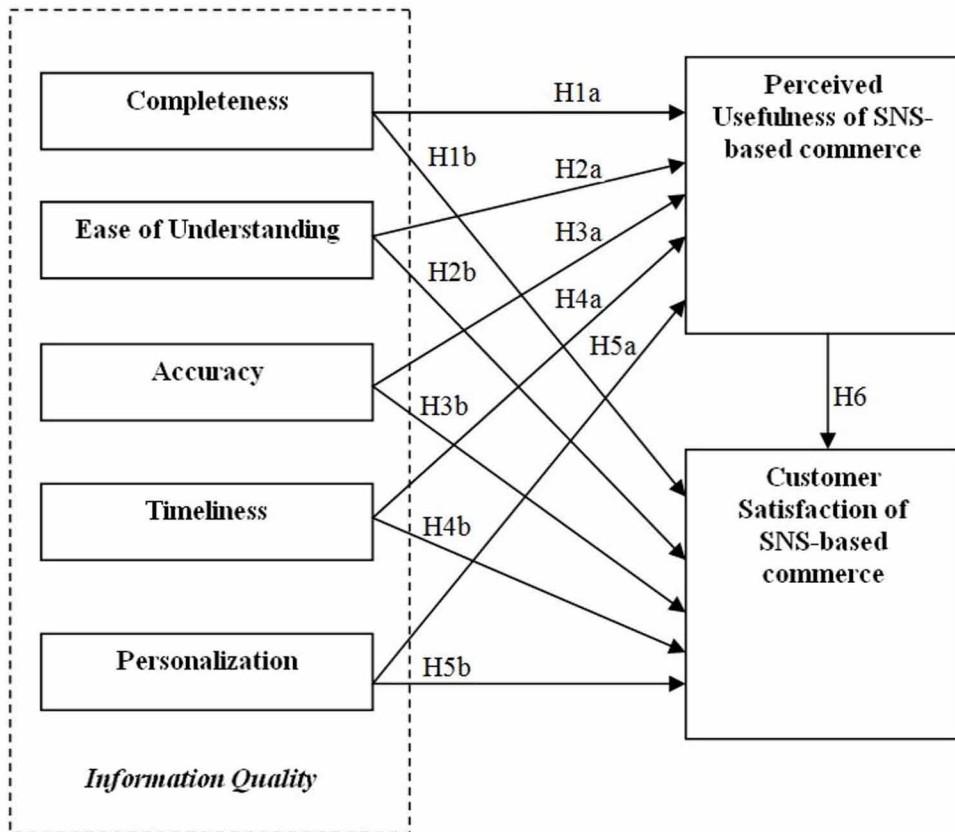 Completeness
Ease of Understanding
Accuracy
Timeliness
Personalization
Information Quality
H1a
H1b
H2a
H3a
H2b
H4a
H5a
H3b
H4b
H5b
H6
Perceived
Usefulness of SNS-
based commerce
Customer
Satisfaction of
SNS-based
commerce